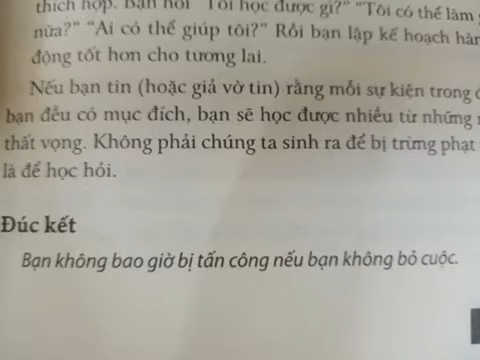 thích hợp. Bạn hỏi "Tôi học được gì?" "Tôi có thể làm
nữa?" "Ai có thể giúp tôi?" Rồi bạn lập kế hoạch hàn
động tốt hơn cho tương lai.
Nếu bạn tin (hoặc giả vờ tin) rằng mỗi sự kiện trong
bạn đều có mục đích, bạn sẽ học được nhiều từ những
thất vọng. Không phải chúng ta sinh ra để bị trừng phạt
là để học hỏi.
Đúc kết
Bạn không bao giờ bị tấn công nếu bạn không bỏ cuộc.